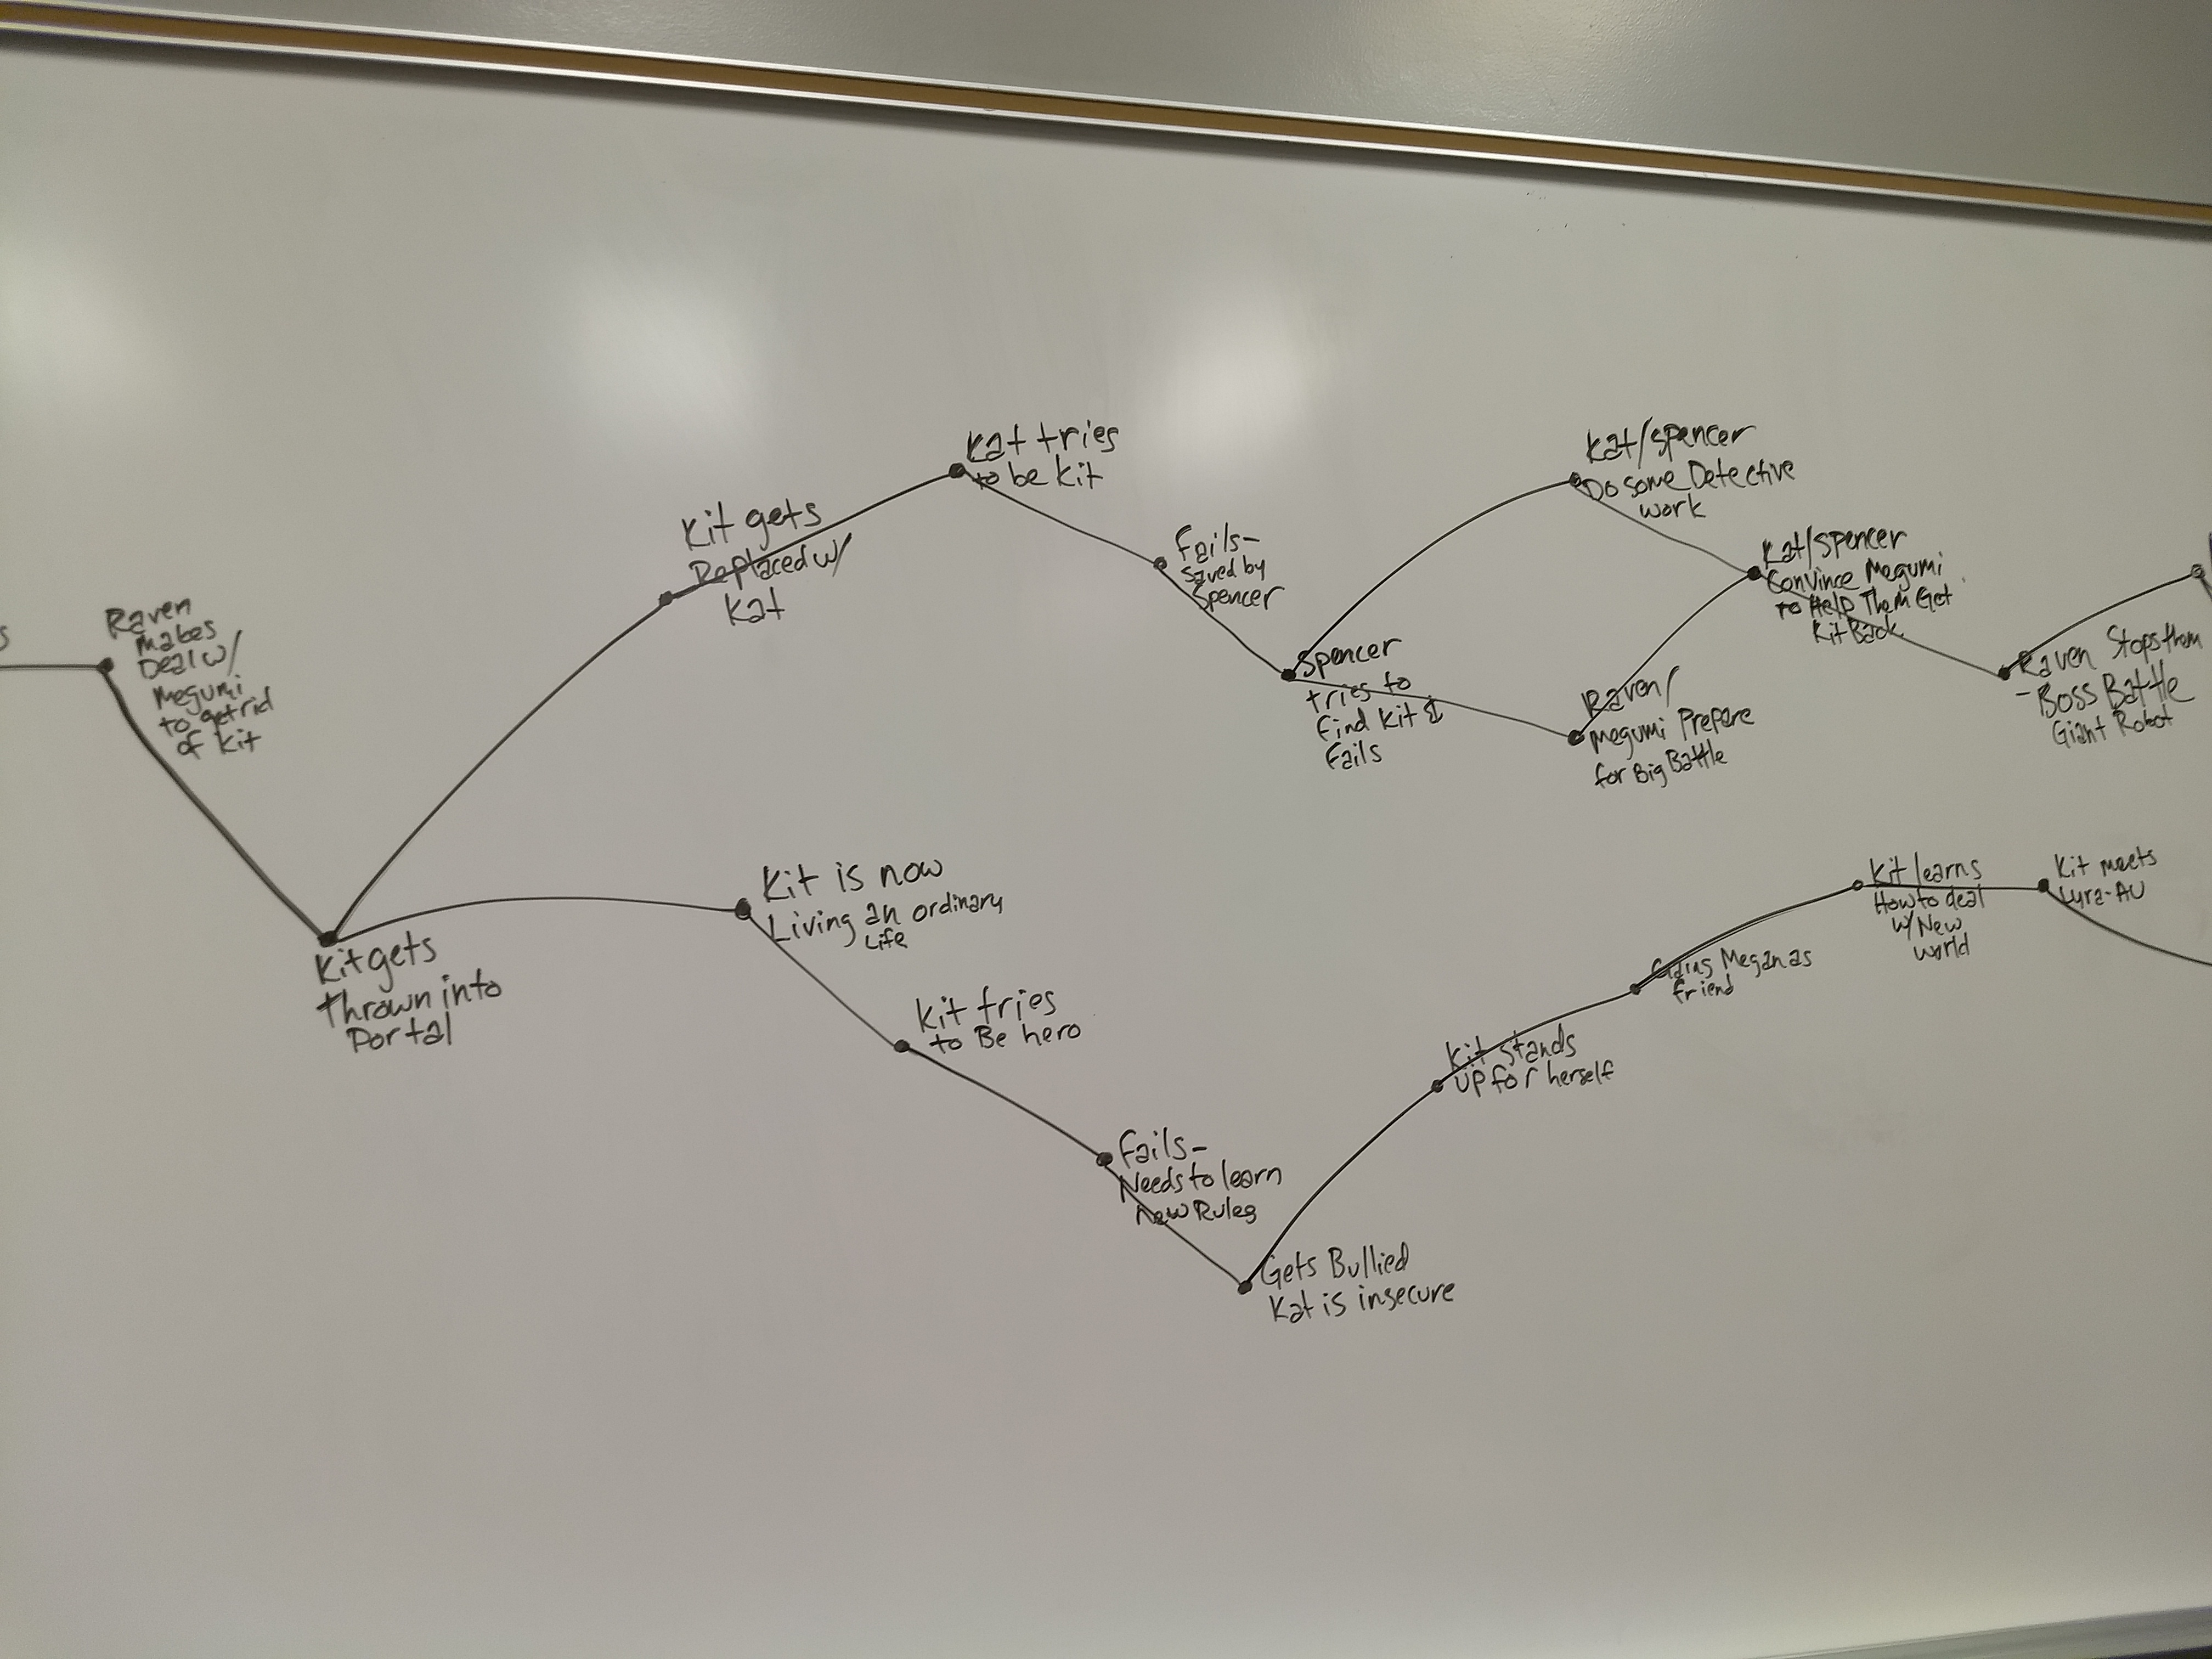 s
Raven
Makes
Deal w/
Megumi
to get rid
of Kit
Kit gets
Thrown into
Portal
Kit gets
Replaced w/
Kat
Kat tries
to be Kit
Fails-
Saved by
Spencer
Spencer
tries to
find Kit &
Fails
Kat/Spencer
Do some Detective
work
Raven/
Megumi Prepare
for Big Battle
Kat/Spencer
Convince Megumi
to Help Them Get
Kit Back
Raven Stops them
-Boss Battle
Giant Robot
Kit is now
Living an ordinary
Life
Kit tries
to Be hero
Fails-
Needs to learn
New Rules
Gets Bullied
Kat is insecure
Kit stands
up for herself
Gains Megan as
friend
Kit learns
How to deal
w/ New
world
Kit meets
Lyra-AU